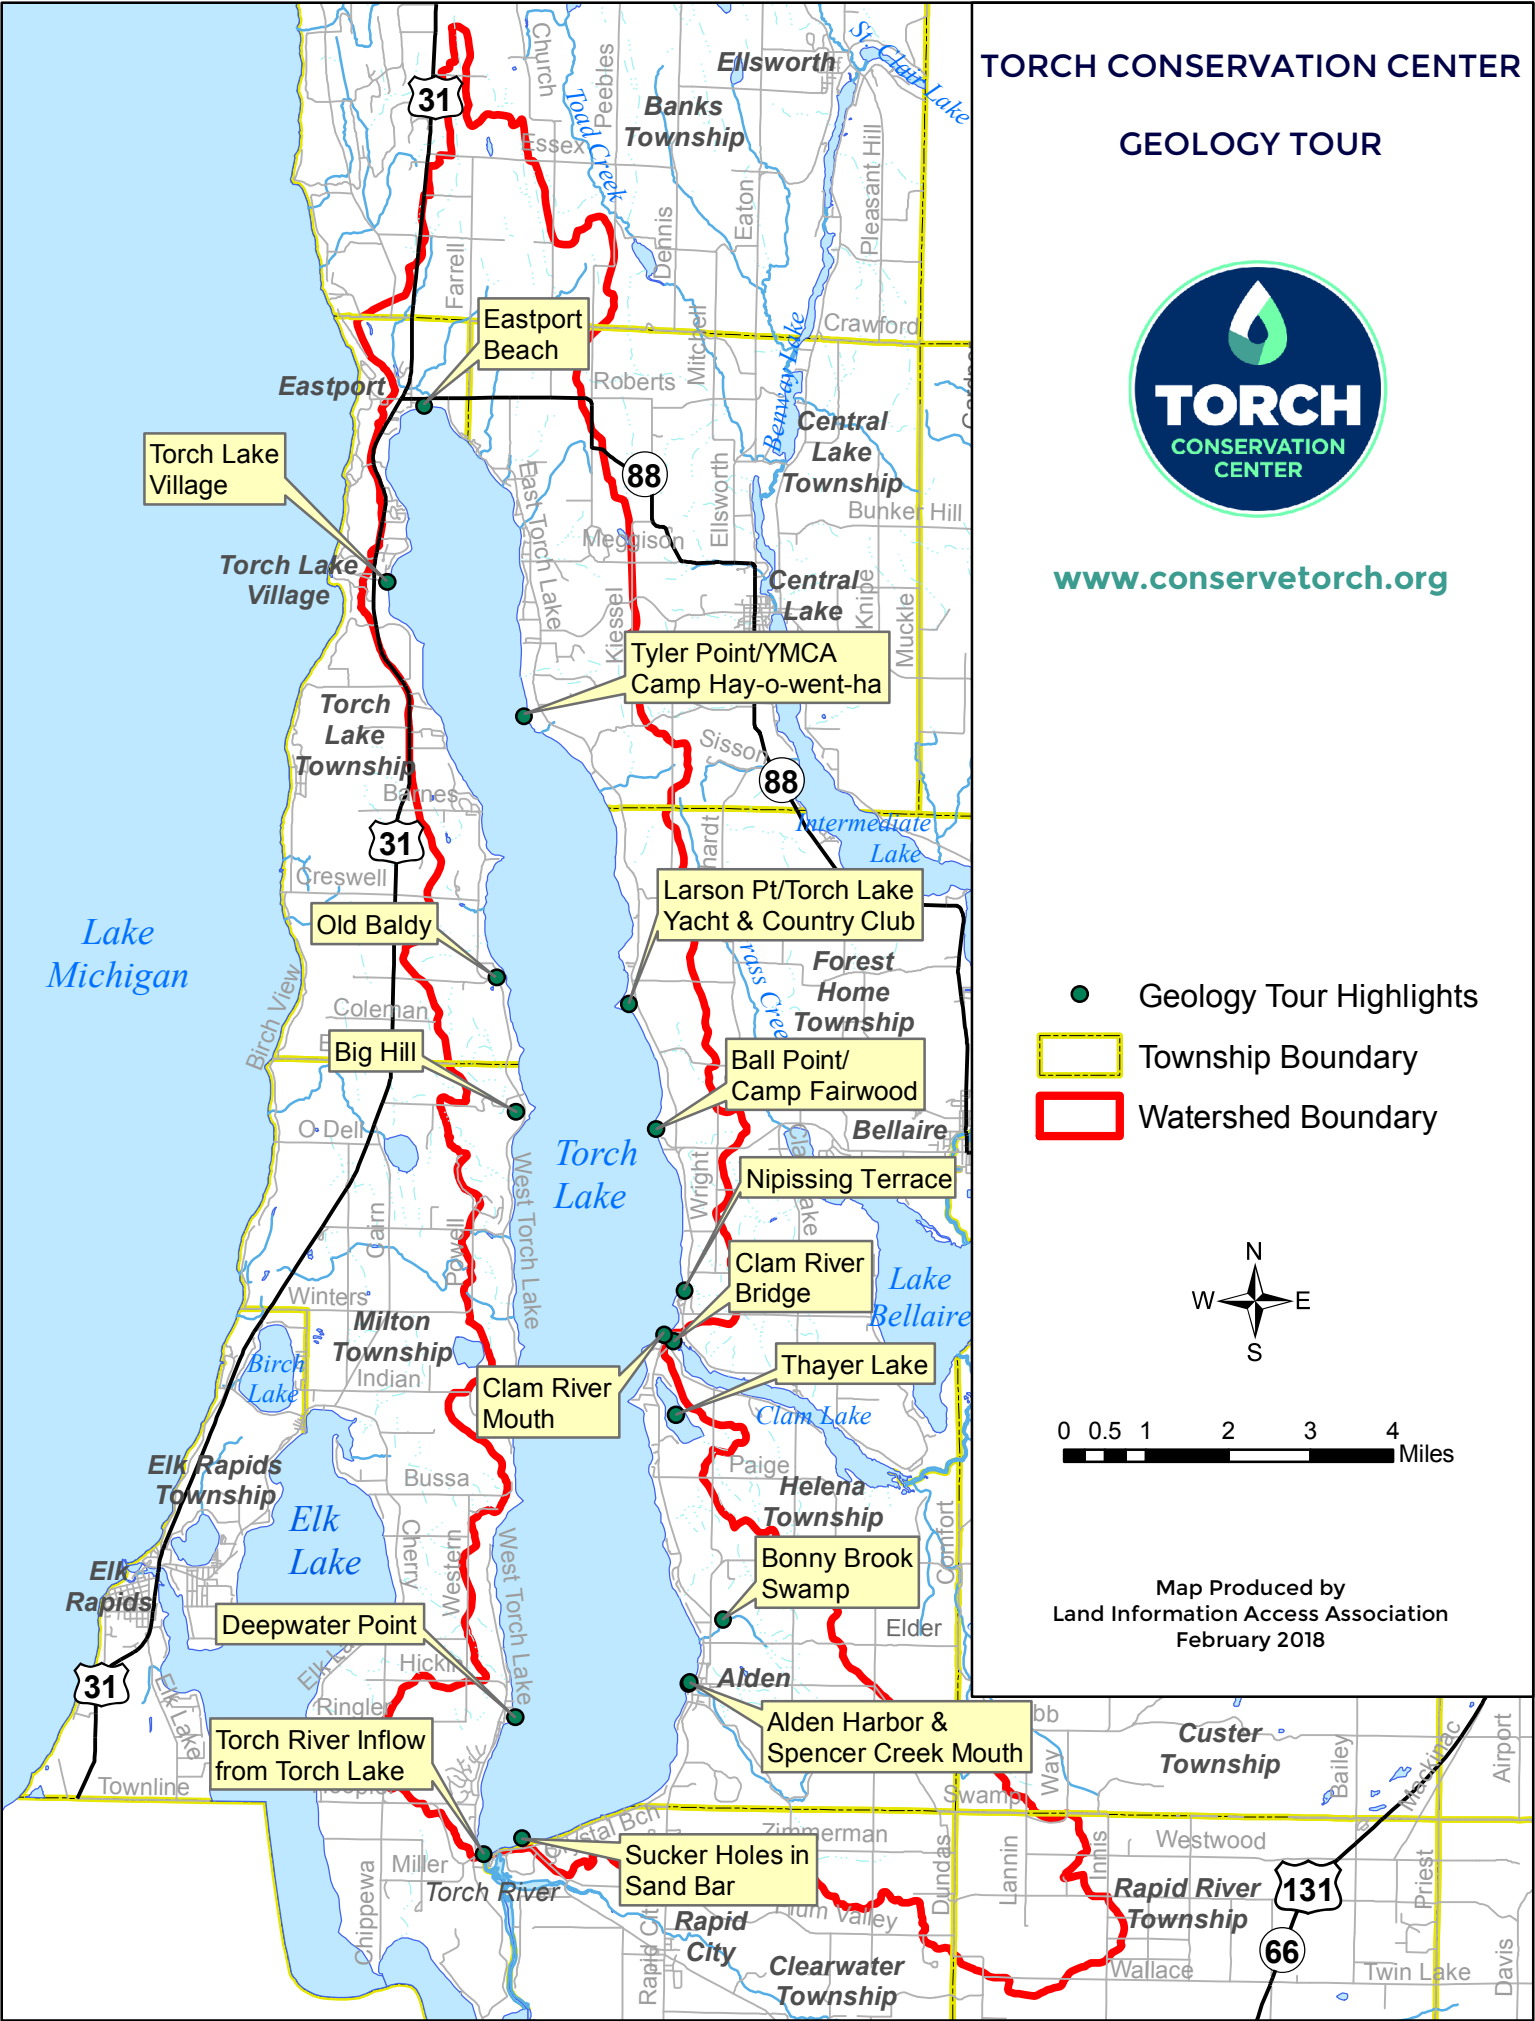 TORCH CONSERVATION CENTER
GEOLOGY TOUR
TORCH
CONSERVATION
CENTER
www.conservetorch.org
Geology Tour Highlights
Township Boundary
Watershed Boundary
N
W
E
S
0 0.5 1 2 3 4
Miles
Map Produced by
Land Information Access Association
February 2018
Church
Peebles
Toad Creek
Ellsworth
St. Clair Lake
Banks
Township
31
Essex
Pleasant Hill
Eaton
Dennis
Farrell
Eastport
Beach
Mitchell
Crawford
Benway Lake
Eastport
Roberts
Central
Lake
Township
Torch Lake
Village
88
East Torch Lake
Ellsworth
Bunker Hill
Meggison
Torch Lake
Village
Central
Lake
Knipe
Muckle
Kiessel
Tyler Point/YMCA
Camp Hay-o-went-ha
Torch
Lake
Township
Sisson
88
Barnes
31
Intermediate
Lake
Creswell
Larson Pt/Torch Lake
Yacht & Country Club
Old Baldy
Lake
Michigan
Forest
Home
Township
Birch View
Coleman
Big Hill
Ball Point/
Camp Fairwood
O Dell
Bellaire
Torch
Lake
West Torch Lake
Wright
Nipissing Terrace
Cairn
Powell
Clam River
Bridge
Lake
Bellaire
Winters
Milton
Township
Birch
Lake
Indian
Thayer Lake
Clam River
Mouth
Clam Lake
Elk Rapids
Township
Bussa
Paige
Helena
Township
Elk
Lake
Cherry
Western
West Torch Lake
Comfort
Elk
Rapids
Bonny Brook
Swamp
Deepwater Point
Elder
Hickin
Alden
31
Elk Lake
Ringler
Alden Harbor &
Spencer Creek Mouth
Torch River Inflow
from Torch Lake
Townline
Custer
Township
Way
Bailey
Mackinac
Airport
Swamp
Zimmerman
Sucker Holes in
Sand Bar
Miller
Torch River
Chippewa
Dundas
Lannin
Innis
Westwood
Priest
131
Rapid River
Township
66
Rapid
City
Clearwater
Township
Wallace
Twin Lake
Davis